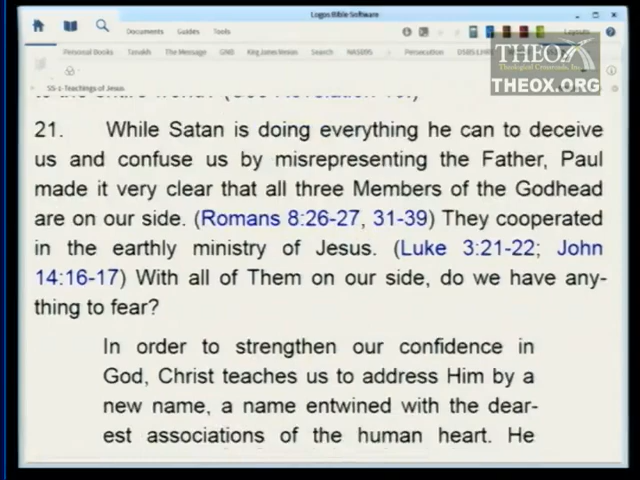 Logos Bible Software
Documents Guides Tools Layouts
Personal Books Tanakh The Message GNB King James Version Search NASB95 Persecution
THEOX
THEOX.ORG
SS-1-Teachings of Jesus
21. While Satan is doing everything he can to deceive
us and confuse us by misrepresenting the Father, Paul
made it very clear that all three Members of the Godhead
are on our side. (Romans 8:26-27, 31-39) They cooperated
in the earthly ministry of Jesus. (Luke 3:21-22; John
14:16-17) With all of Them on our side, do we have any-
thing to fear?
In order to strengthen our confidence in
God, Christ teaches us to address Him by a
new name, a name entwined with the dear-
est associations of the human heart. He